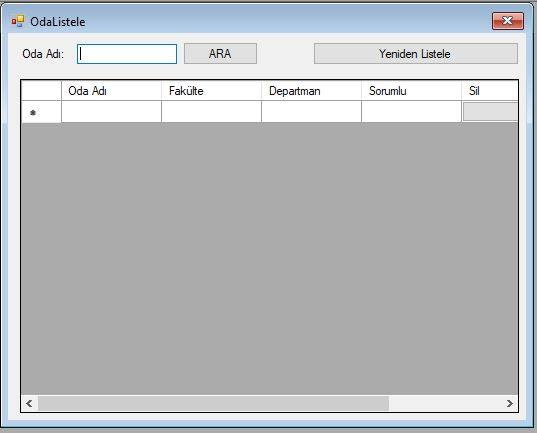 OdaListele
Oda Adı: ARA Yeniden Listele
Oda Adı Fakülte Departman Sorumlu Sil